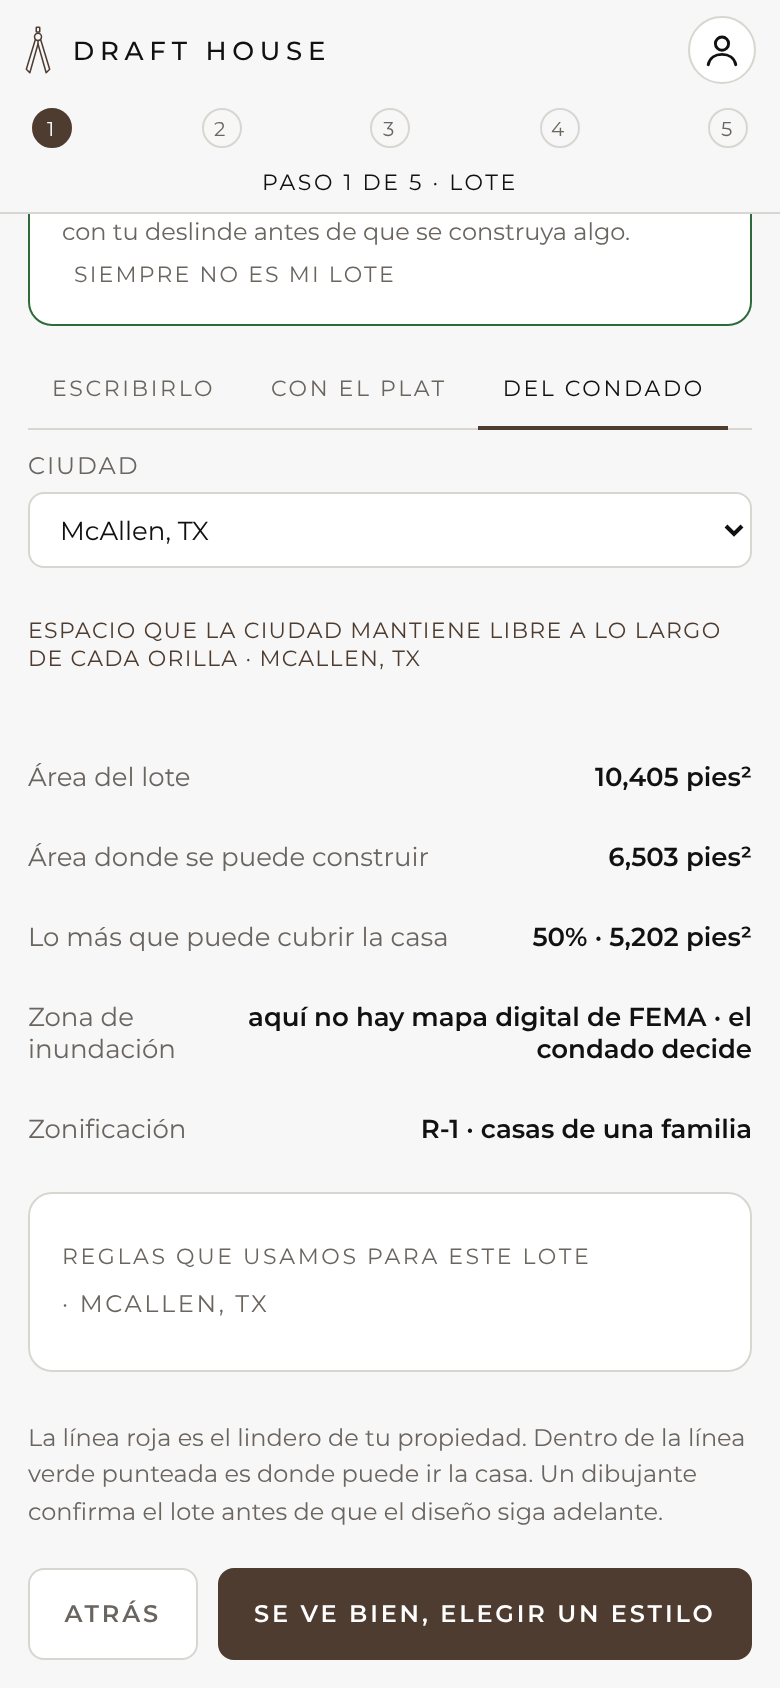 DRAFT HOUSE
1 2 3 4 5
PASO 1 DE 5 · LOTE
con tu deslinde antes de que se construya algo.
SIEMPRE NO ES MI LOTE
ESCRIBIRLO CON EL PLAT DEL CONDADO
CIUDAD
McAllen, TX
ESPACIO QUE LA CIUDAD MANTIENE LIBRE A LO LARGO
DE CADA ORILLA · MCALLEN, TX
Área del lote 10,405 pies²
Área donde se puede construir 6,503 pies²
Lo más que puede cubrir la casa 50% · 5,202 pies²
Zona de inundación aquí no hay mapa digital de FEMA · el condado decide
Zonificación R-1 · casas de una familia
REGLAS QUE USAMOS PARA ESTE LOTE
· MCALLEN, TX
La línea roja es el lindero de tu propiedad. Dentro de la línea
verde punteada es donde puede ir la casa. Un dibujante
confirma el lote antes de que el diseño siga adelante.
ATRÁS SE VE BIEN, ELEGIR UN ESTILO